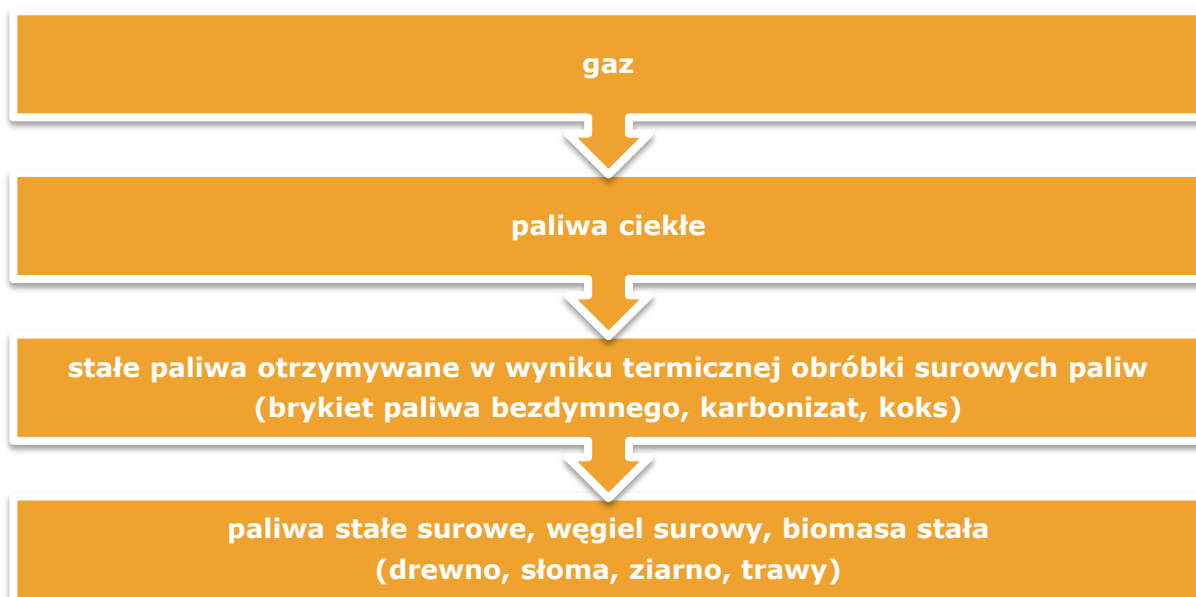 gaz
paliwa ciekłe
stałe paliwa otrzymywane w wyniku termicznej obróbki surowych paliw
(brykiet paliwa bezdymnego, karbonizat, koks)
paliwa stałe surowe, węgiel surowy, biomasa stała
(drewno, słoma, ziarno, trawy)